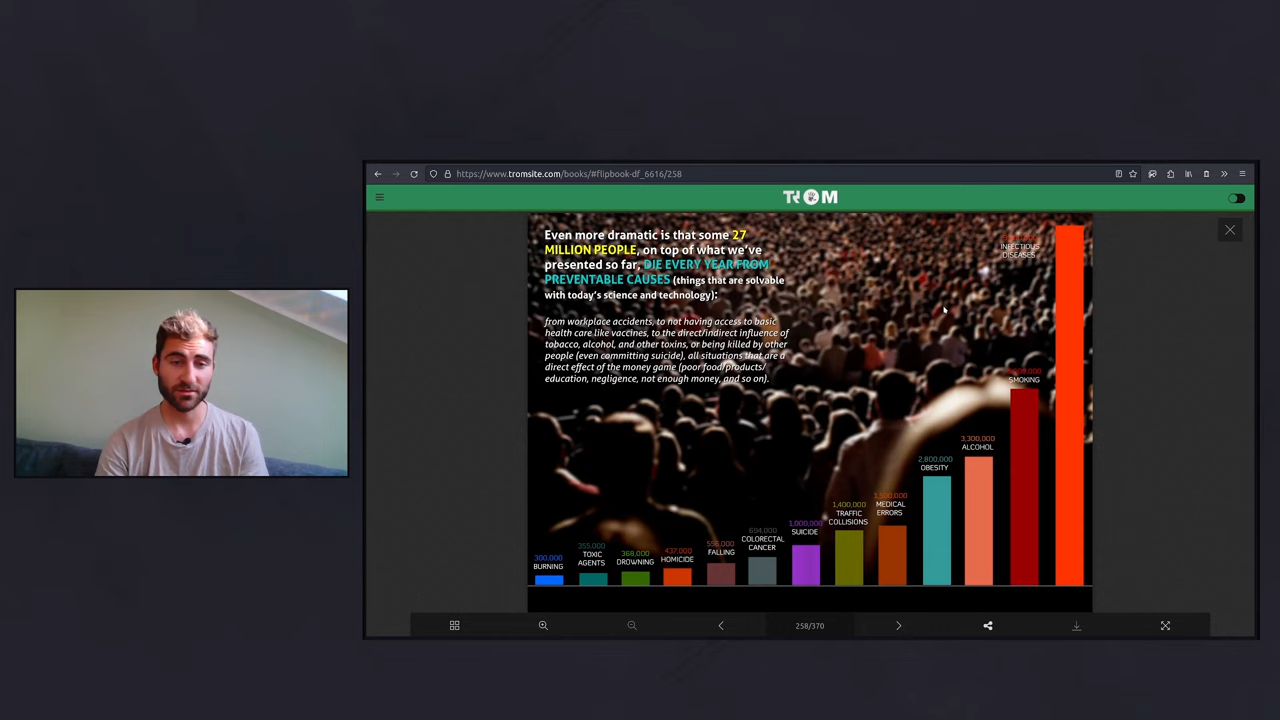 https://www.tromsite.com/books/#flipbook-df_6616/258
TROM
Even more dramatic is that some 27
MILLION PEOPLE, on top of what we've
presented so far, DIE EVERY YEAR FROM
PREVENTABLE CAUSES (things that are solvable
with today's science and technology):
from workplace accidents, to not having access to basic
health care like vaccines, to the direct/indirect influence of
tobacco, alcohol, and other toxins, or being killed by other
people (even committing suicide), all situations that are a
direct effect of the money game (poor food/products/
education, negligence, not enough money, and so on).
300,000
BURNING
355,000
TOXIC
AGENTS
368,000
DROWNING
437,000
HOMICIDE
556,000
FALLING
694,000
COLORECTAL
CANCER
1,000,000
SUICIDE
1,400,000
TRAFFIC
COLLISIONS
1,500,000
MEDICAL
ERRORS
2,800,000
OBESITY
3,300,000
ALCOHOL
SMOKING
INFECTIOUS
DISEASES
258/370